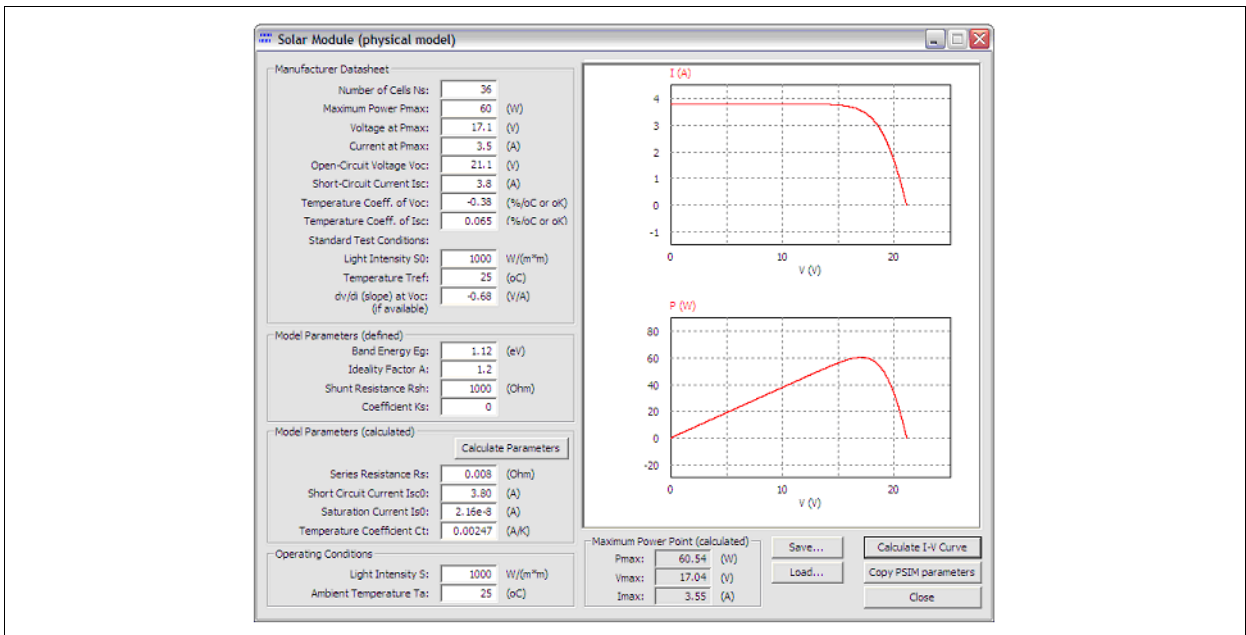 Solar Module (physical model)
Manufacturer Datasheet
Number of Cells Ns: 36
Maximum Power Pmax: 60 (W)
Voltage at Pmax: 17.1 (V)
Current at Pmax: 3.5 (A)
Open-Circuit Voltage Voc: 21.1 (V)
Short-Circuit Current Isc: 3.8 (A)
Temperature Coeff. of Voc: -0.38 (%/oC or oK)
Temperature Coeff. of Isc: 0.065 (%/oC or oK)
Standard Test Conditions:
Light Intensity S0: 1000 W/(m*m)
Temperature Tref: 25 (oC)
dv/di (slope) at Voc: -0.68 (V/A)
(if available)
Model Parameters (defined)
Band Energy Eg: 1.12 (eV)
Ideality Factor A: 1.2
Shunt Resistance Rsh: 1000 (Ohm)
Coefficient Ks: 0
Model Parameters (calculated)
Calculate Parameters
Series Resistance Rs: 0.008 (Ohm)
Short Circuit Current Isc0: 3.80 (A)
Saturation Current Is0: 2.16e-8 (A)
Temperature Coefficient Ct: 0.00247 (A/K)
Operating Conditions
Light Intensity S: 1000 W/(m*m)
Ambient Temperature Ta: 25 (oC)
I (A)
4
3
2
1
0
-1
0 10 20
V (V)
P (W)
80
60
40
20
0
-20
0 10 20
V (V)
Maximum Power Point (calculated)
Pmax: 60.54 (W)
Vmax: 17.04 (V)
Imax: 3.55 (A)
Save...
Load...
Calculate I-V Curve
Copy PSIM parameters
Close